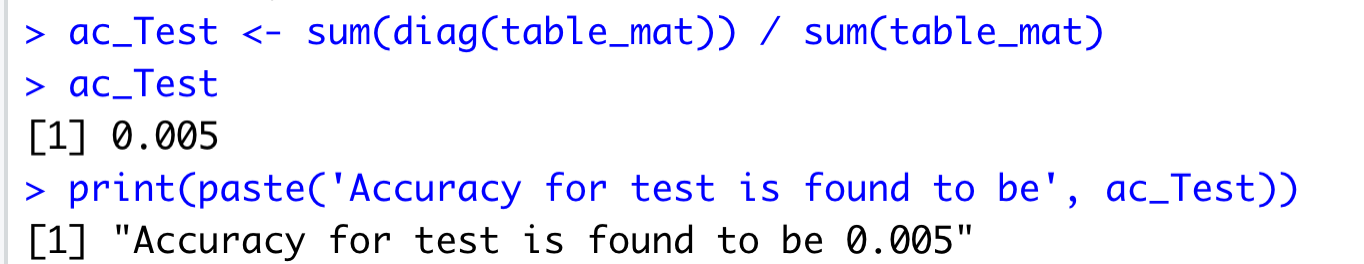 > ac_Test <- sum(diag(table_mat)) / sum(table_mat)
> ac_Test
[1] 0.005
> print(paste('Accuracy for test is found to be', ac_Test))
[1] "Accuracy for test is found to be 0.005"